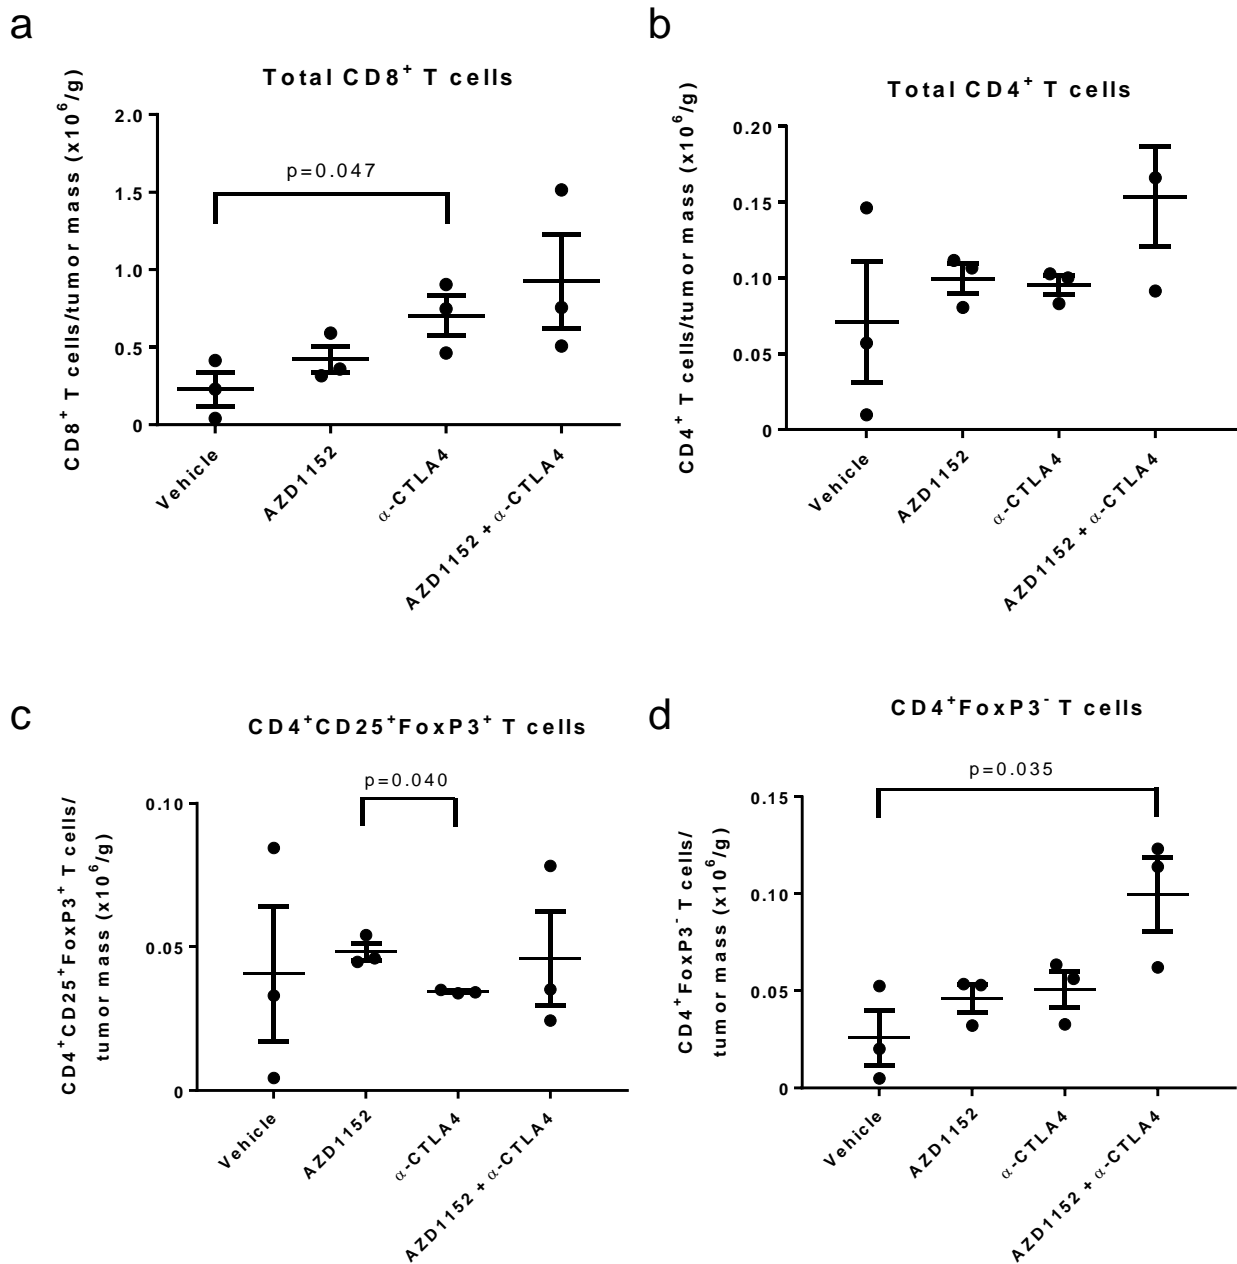 a
Total CD8⁺ T cells
CD8⁺ T cells/tumor mass (x10⁶/g)
2.0
1.5
1.0
0.5
0
p=0.047
Vehicle
AZD1152
α-CTLA4
AZD1152 + α-CTLA4
b
Total CD4⁺ T cells
CD4⁺ T cells/tumor mass (x10⁶/g)
0.20
0.15
0.10
0.05
0
Vehicle
AZD1152
α-CTLA4
AZD1152 + α-CTLA4
c
CD4⁺CD25⁺FoxP3⁺ T cells
CD4⁺CD25⁺FoxP3⁺ T cells/
tumor mass (x10⁶/g)
p=0.040
0.10
0.05
0
Vehicle
AZD1152
α-CTLA4
AZD1152 + α-CTLA4
d
CD4⁺FoxP3⁻ T cells
CD4⁺FoxP3⁻ T cells/
tumor mass (x10⁶/g)
p=0.035
0.15
0.10
0.05
0
Vehicle
AZD1152
α-CTLA4
AZD1152 + α-CTLA4